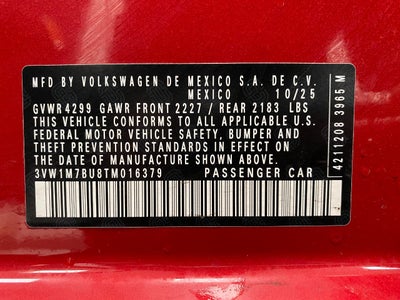 MFD BY VOLKSWAGEN DE MEXICO S.A. DE C.V.
MEXICO 10/25
GVWR 4299 GAWR FRONT 2227 / REAR 2183 LBS
THIS VEHICLE CONFORMS TO ALL APPLICABLE U.S.
FEDERAL MOTOR VEHICLE SAFETY, BUMPER AND
THEFT PREVENTION STANDARDS IN EFFECT ON
THE DATE OF MANUFACTURE SHOWN ABOVE.
3VW1M7BU8TM016379 PASSENGER CAR
4211208 3965 M